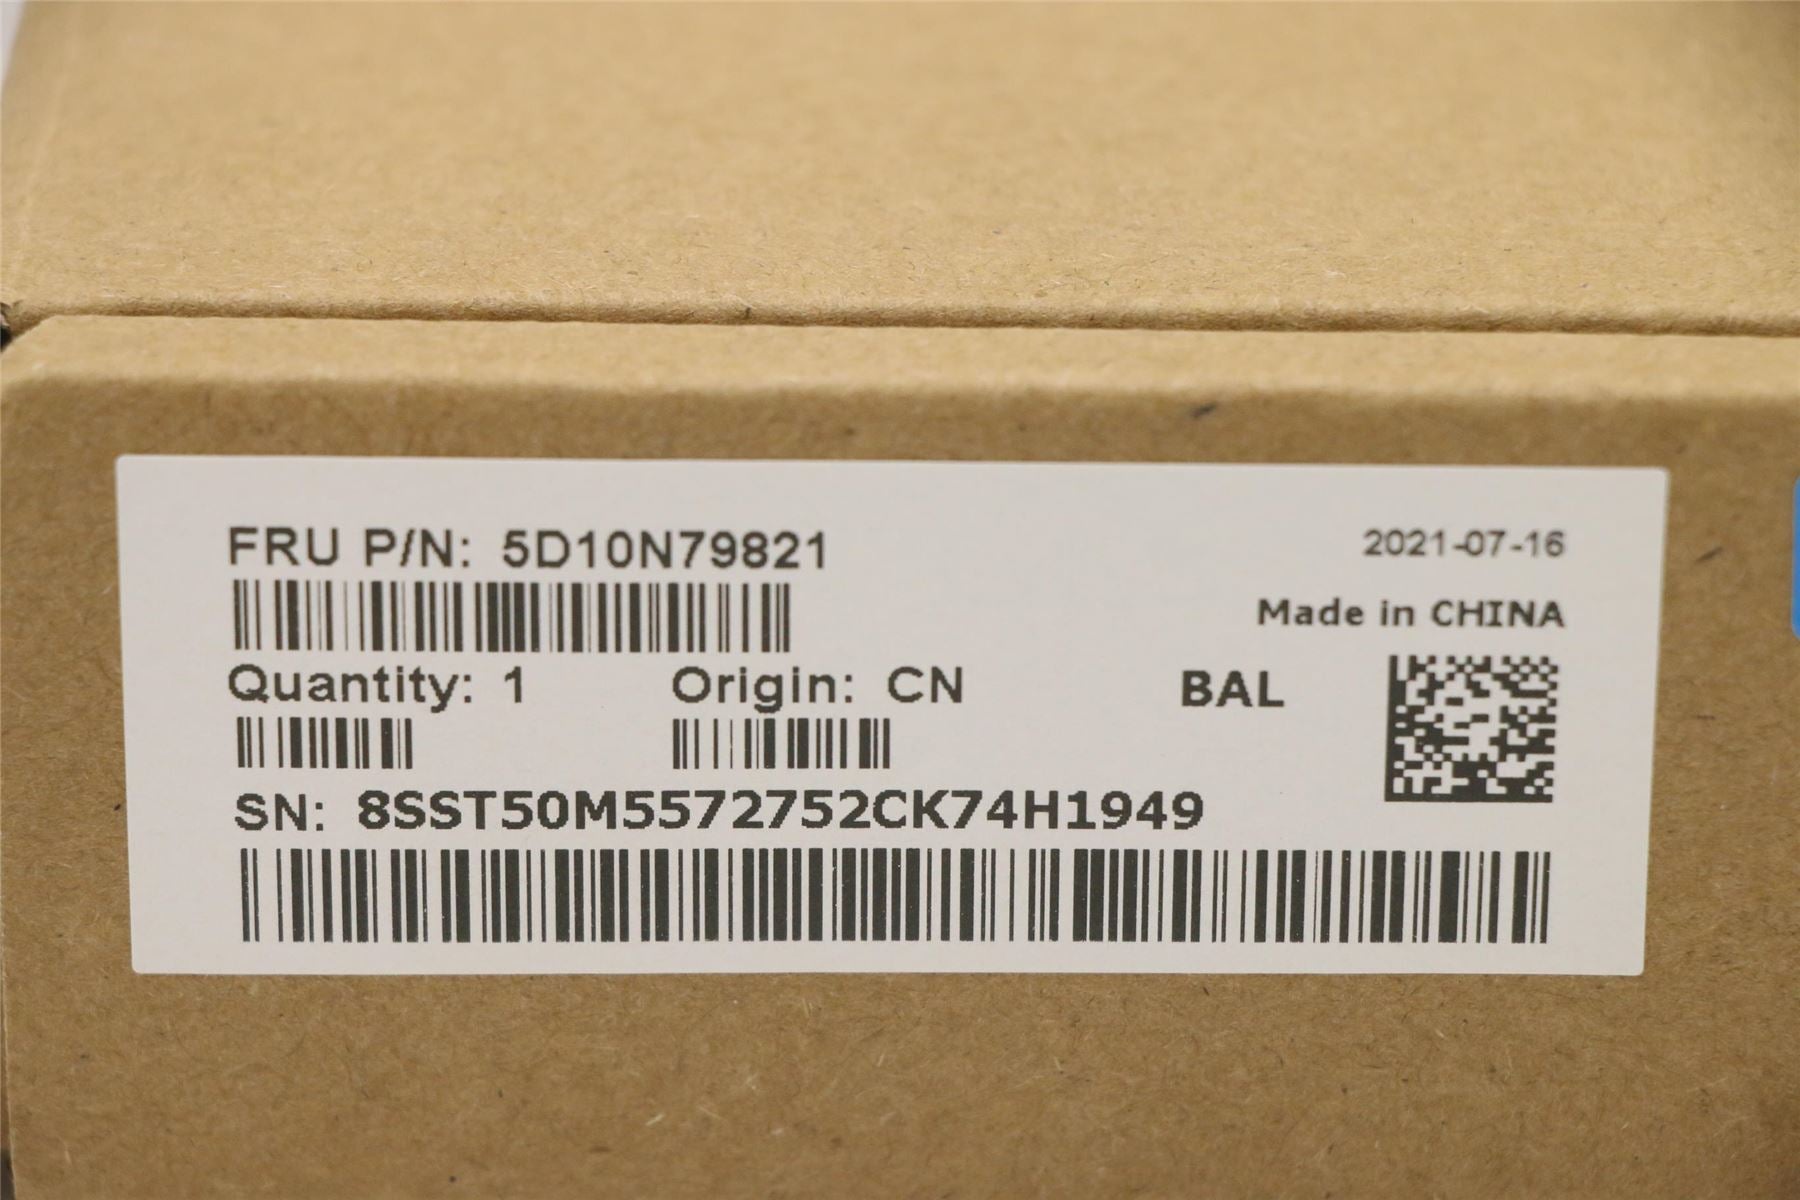 FRU P/N: 5D10N79821
2021-07-16
Made in CHINA
Quantity: 1 Origin: CN BAL
SN: 8SST50M5572752CK74H1949